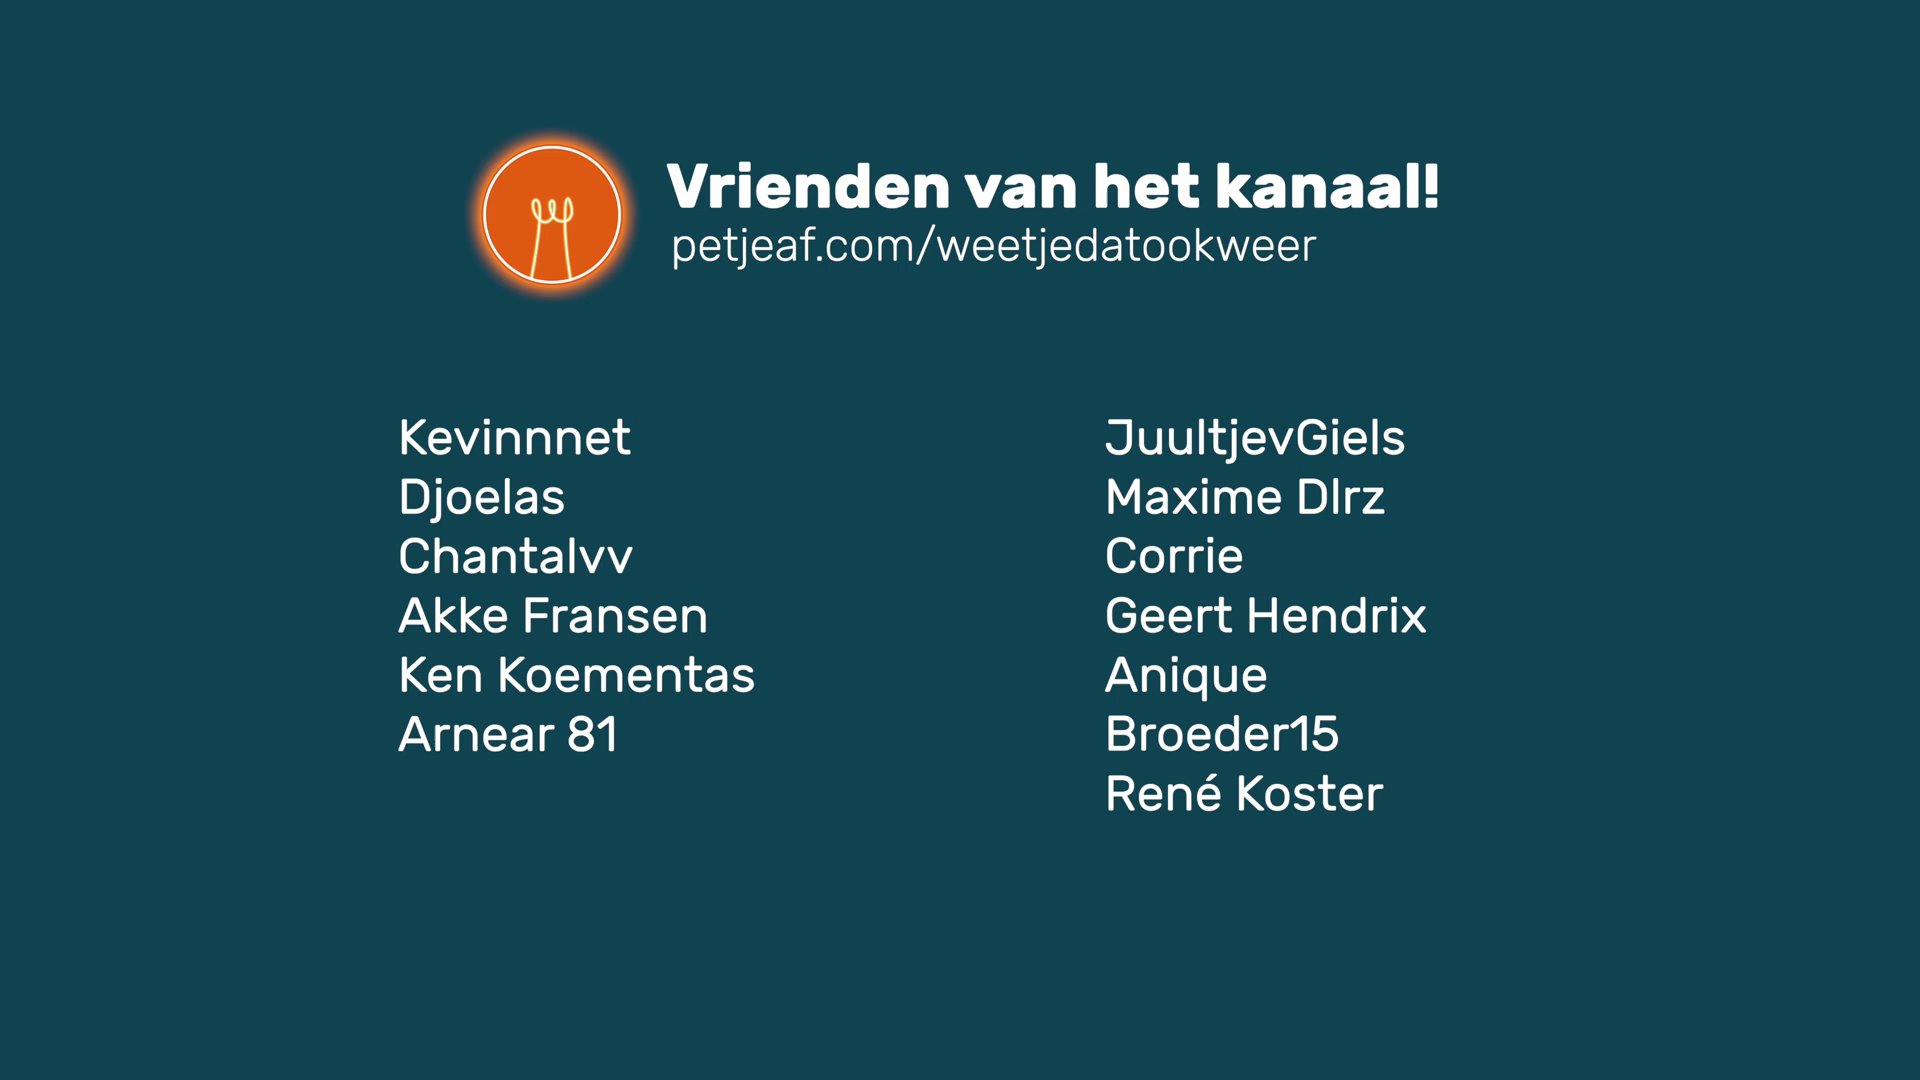 Vrienden van het kanaal!
petjeaf.com/weetjedatookweer
Kevinnnet
Djoelas
Chantalvv
Akke Fransen
Ken Koementas
Arnear 81
JuultjevGiels
Maxime Dlrz
Corrie
Geert Hendrix
Anique
Broeder15
René Koster